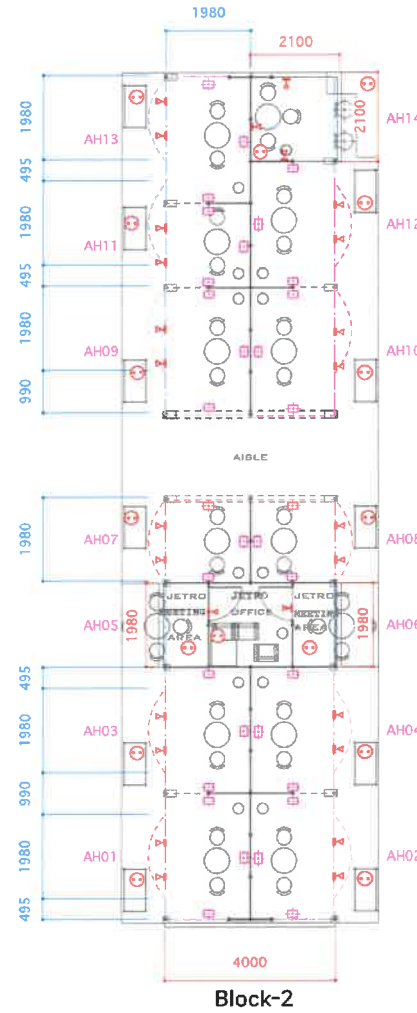 1980
2100
1980
AH13
2100
AH14
495
1980
AH11
AH12
495
1980
AH09
AH10
990
AISLE
1980
AH07
AH08
JETRO
MEETING
AREA
JETRO
OFFICE
JETRO
MEETING
AREA
AH05
1980
1980
AH06
495
1980
AH03
AH04
990
1980
AH01
AH02
495
4000
Block-2